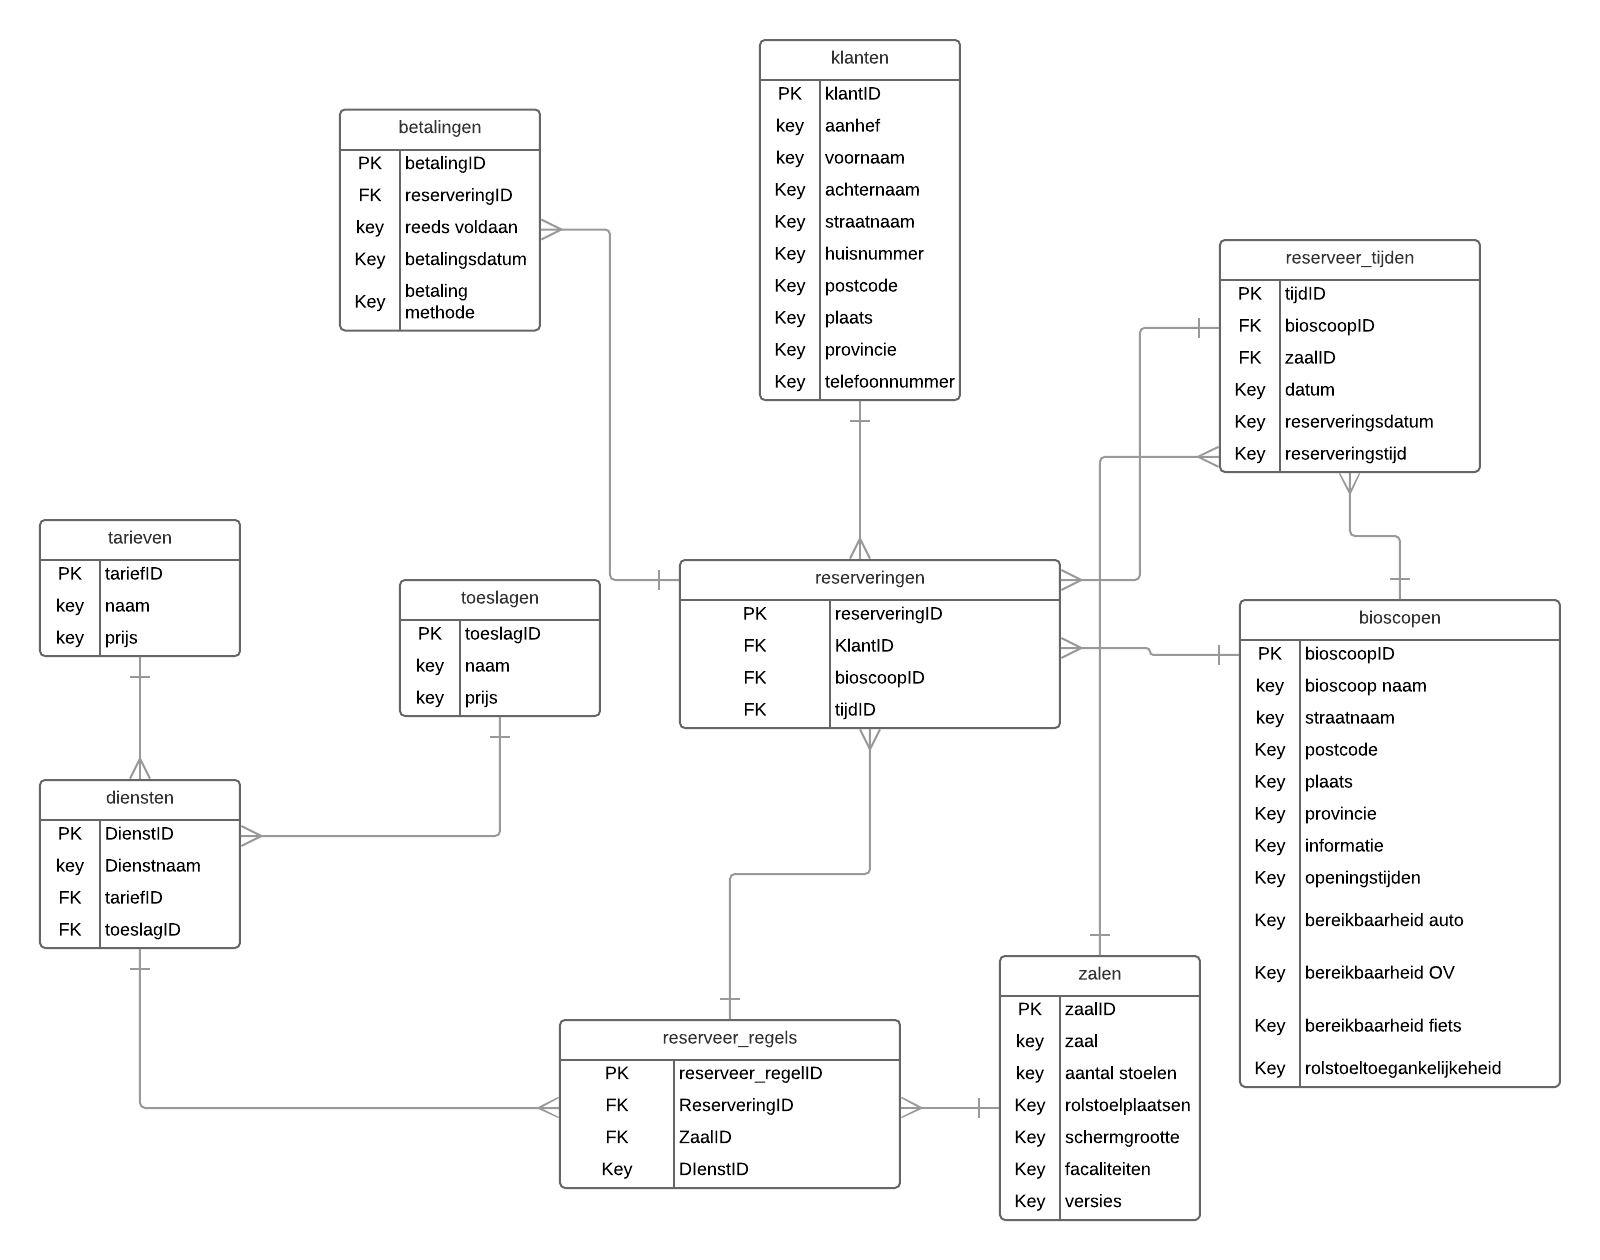 klanten
PK klantID
key aanhef
key voornaam
Key achternaam
Key straatnaam
Key huisnummer
Key postcode
Key plaats
Key provincie
Key telefoonnummer
betalingen
PK betalingID
FK reserveringID
key reeds voldaan
Key betalingsdatum
Key betaling
methode
reserveer_tijden
PK tijdID
FK bioscoopID
FK zaalID
Key datum
Key reserveringsdatum
Key reserveringstijd
tarieven
PK tariefID
key naam
key prijs
toeslagen
PK toeslagID
key naam
key prijs
reserveringen
PK reserveringID
FK KlantID
FK bioscoopID
FK tijdID
bioscopen
PK bioscoopID
key bioscoop naam
key straatnaam
Key postcode
Key plaats
Key provincie
Key informatie
Key openingstijden
Key bereikbaarheid auto
Key bereikbaarheid OV
Key bereikbaarheid fiets
Key rolstoeltoegankelijkeheid
diensten
PK DienstID
key Dienstnaam
FK tariefID
FK toeslagID
reserveer_regels
PK reserveer_regelID
FK ReserveringID
FK ZaalID
Key DIenstID
zalen
PK zaalID
key zaal
key aantal stoelen
Key rolstoelplaatsen
Key schermgrootte
Key facaliteiten
Key versies